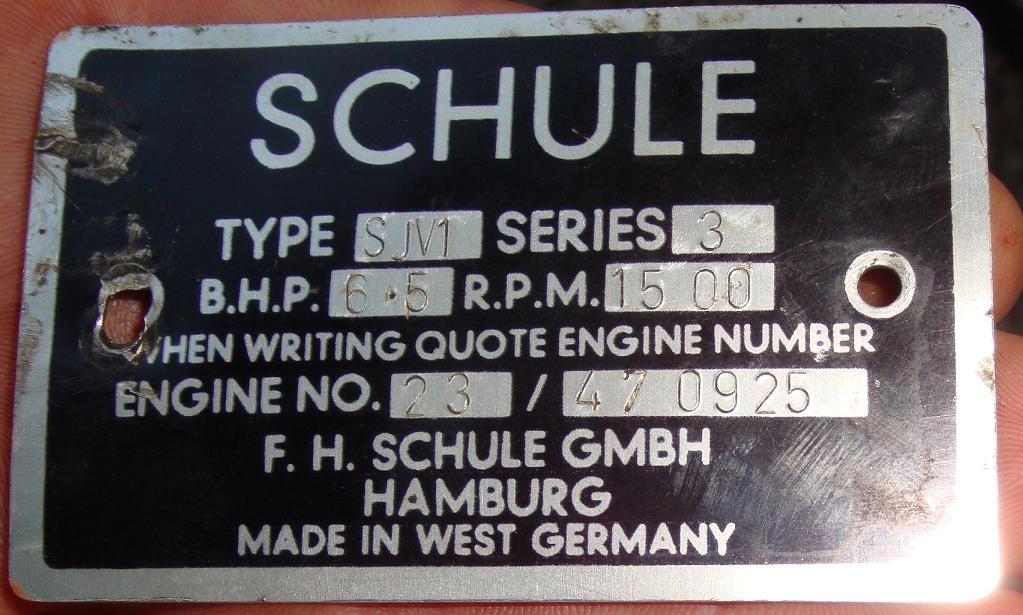 SCHULE
TYPE SJV1 SERIES 3
B.H.P. 6·5 R.P.M. 1500
WHEN WRITING QUOTE ENGINE NUMBER
ENGINE NO. 23 / 470925
F. H. SCHULE GMBH
HAMBURG
MADE IN WEST GERMANY